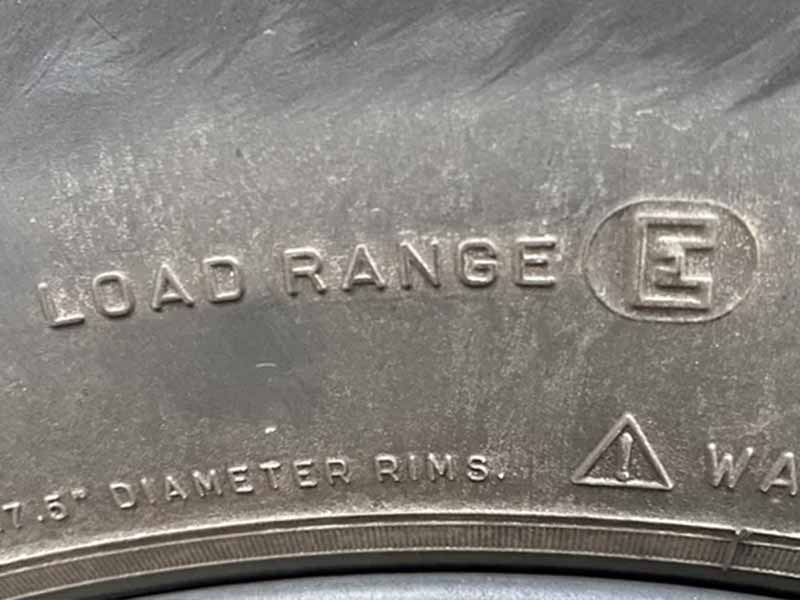 LOAD RANGE E
7.5" DIAMETER RIMS. ⚠ WA